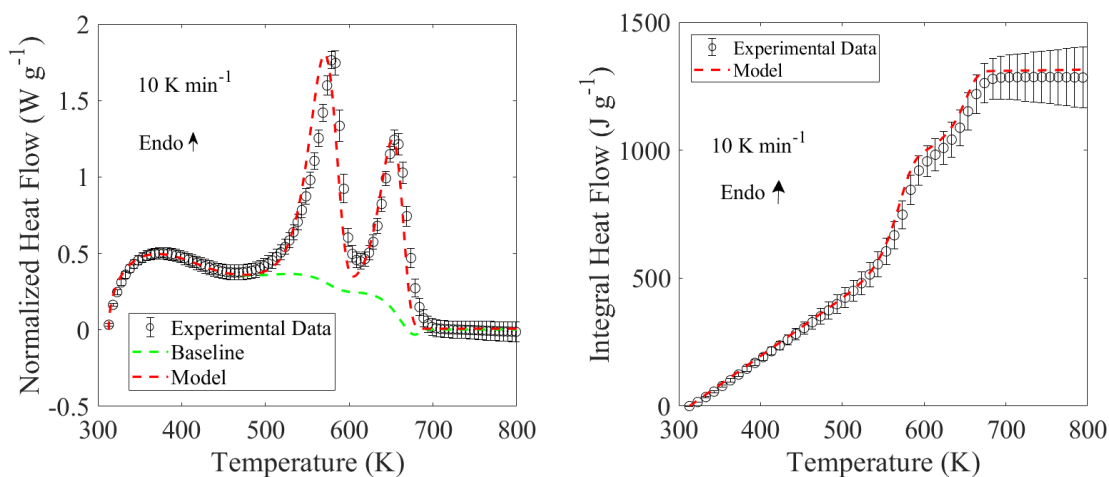 2
1.5
1
0.5
0
-0.5
Normalized Heat Flow (W g⁻¹)
10 K min⁻¹
Endo
Experimental Data
Baseline
Model
300 400 500 600 700 800
Temperature (K)
1500
1000
500
0
Integral Heat Flow (J g⁻¹)
Experimental Data
Model
10 K min⁻¹
Endo
300 400 500 600 700 800
Temperature (K)